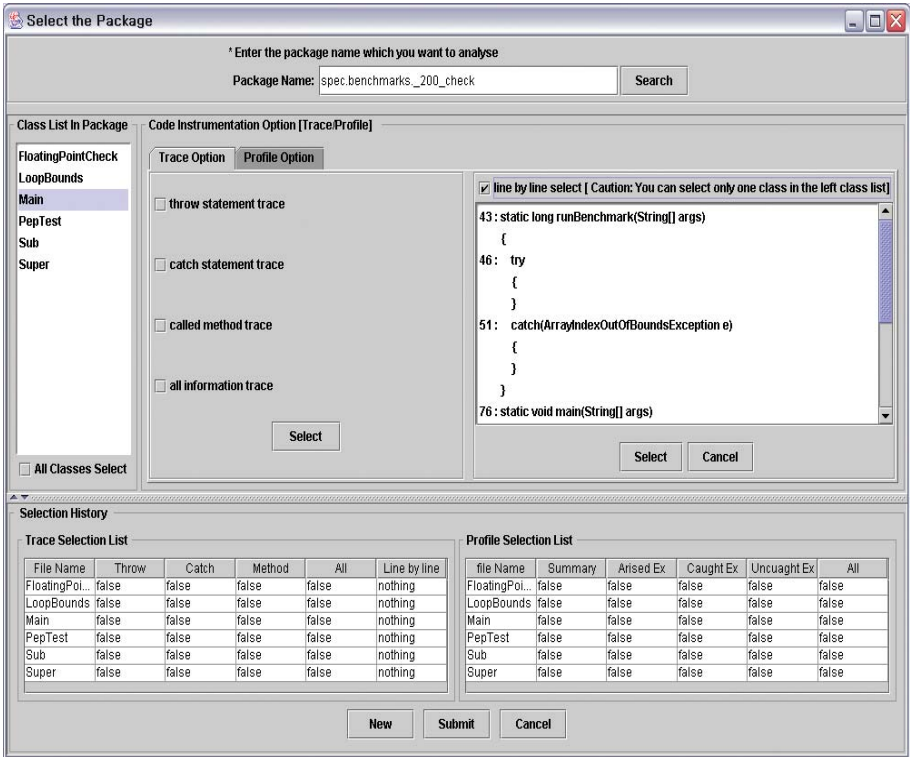 Select the Package
* Enter the package name which you want to analyse
Package Name: spec.benchmarks._200_check Search
Class List In Package
FloatingPointCheck
LoopBounds
Main
PepTest
Sub
Super
All Classes Select
Code Instrumentation Option [Trace/Profile]
Trace Option Profile Option
throw statement trace
catch statement trace
called method trace
all information trace
Select
line by line select [ Caution: You can select only one class in the left class list]
43 : static long runBenchmark(String[] args)
{
46 : try
{
}
51 : catch(ArrayIndexOutOfBoundsException e)
{
}
}
76 : static void main(String[] args)
Select Cancel
Selection History
Trace Selection List
File Name Throw Catch Method All Line by line
FloatingPoi... false false false false nothing
LoopBounds false false false false nothing
Main false false false false nothing
PepTest false false false false nothing
Sub false false false false nothing
Super false false false false nothing
Profile Selection List
file Name Summary Arised Ex Caught Ex Uncuaght Ex All
FloatingPoi... false false false false false
LoopBounds false false false false false
Main false false false false false
PepTest false false false false false
Sub false false false false false
Super false false false false false
New Submit Cancel